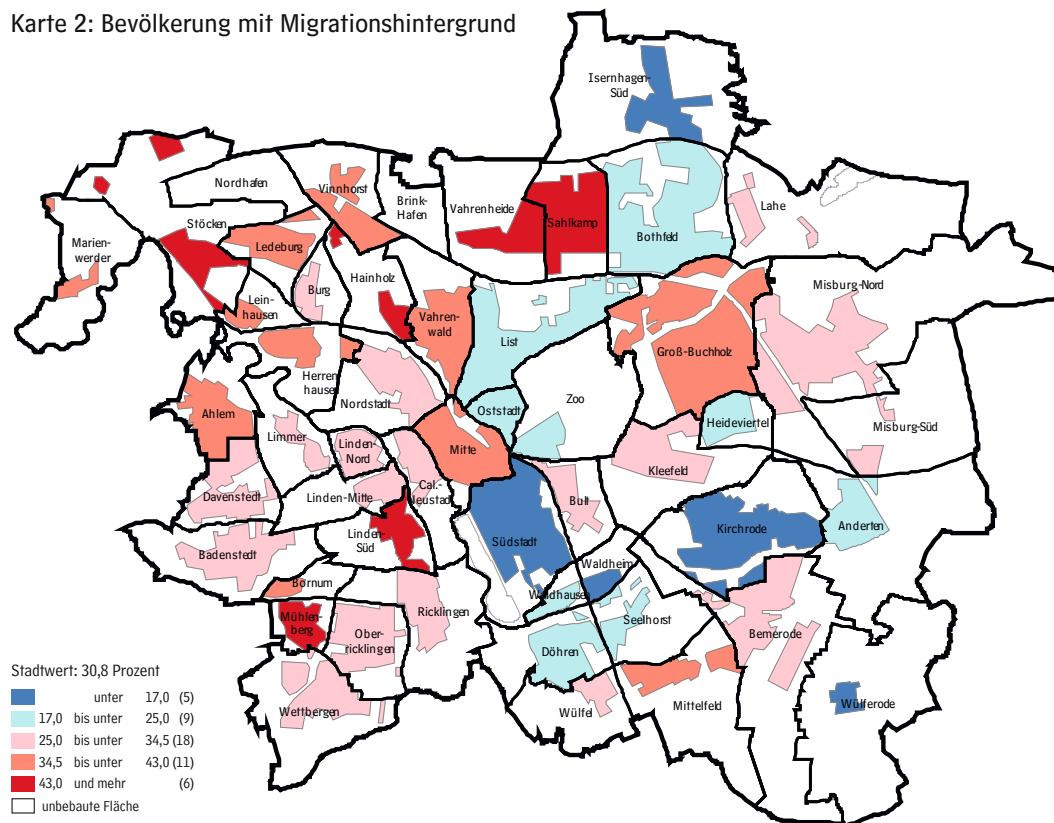 Karte 2: Bevölkerung mit Migrationshintergrund
Isernhagen-
Süd
Nordhafen
Vinnhorst
Brink-
Hafen
Vahrenheide
Sahlkamp
Bothfeld
Lahe
Stöcken
Marien-
werder
Ledeburg
Hainholz
Burg
Lein-
hausen
Vahren-
wald
List
Misburg-Nord
Groß-Buchholz
Herren-
hausen
Nordstadt
Oststadt
Zoo
Heideviertel
Misburg-Süd
Ahlem
Limmer
Linden-
Nord
Mitte
Kleefeld
Davenstedt
Linden-Mitte
Cal.-
Neustadt
Bult
Kirchrode
Anderten
Badenstedt
Linden-
Süd
Südstadt
Waldheim
Bornum
Waldhausen
Seelhorst
Mühlen-
berg
Ober-
ricklingen
Ricklingen
Bemerode
Döhren
Wettbergen
Wülfel
Mittelfeld
Wülferode
Stadtwert: 30,8 Prozent
unter 17,0 (5)
17,0 bis unter 25,0 (9)
25,0 bis unter 34,5 (18)
34,5 bis unter 43,0 (11)
43,0 und mehr (6)
unbebaute Fläche